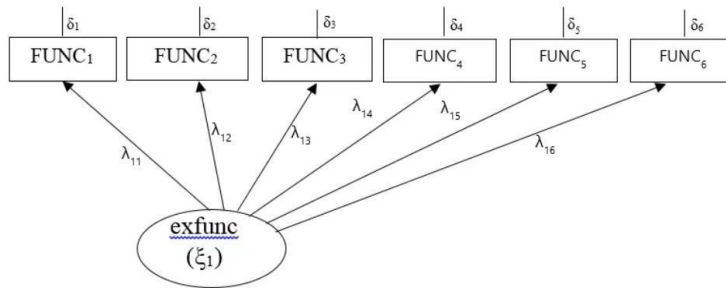 δ₁ δ₂ δ₃ δ₄ δ₅ δ₆
FUNC₁ FUNC₂ FUNC₃ FUNC₄ FUNC₅ FUNC₆
λ₁₁ λ₁₂ λ₁₃ λ₁₄ λ₁₅ λ₁₆
exfunc
(ξ₁)